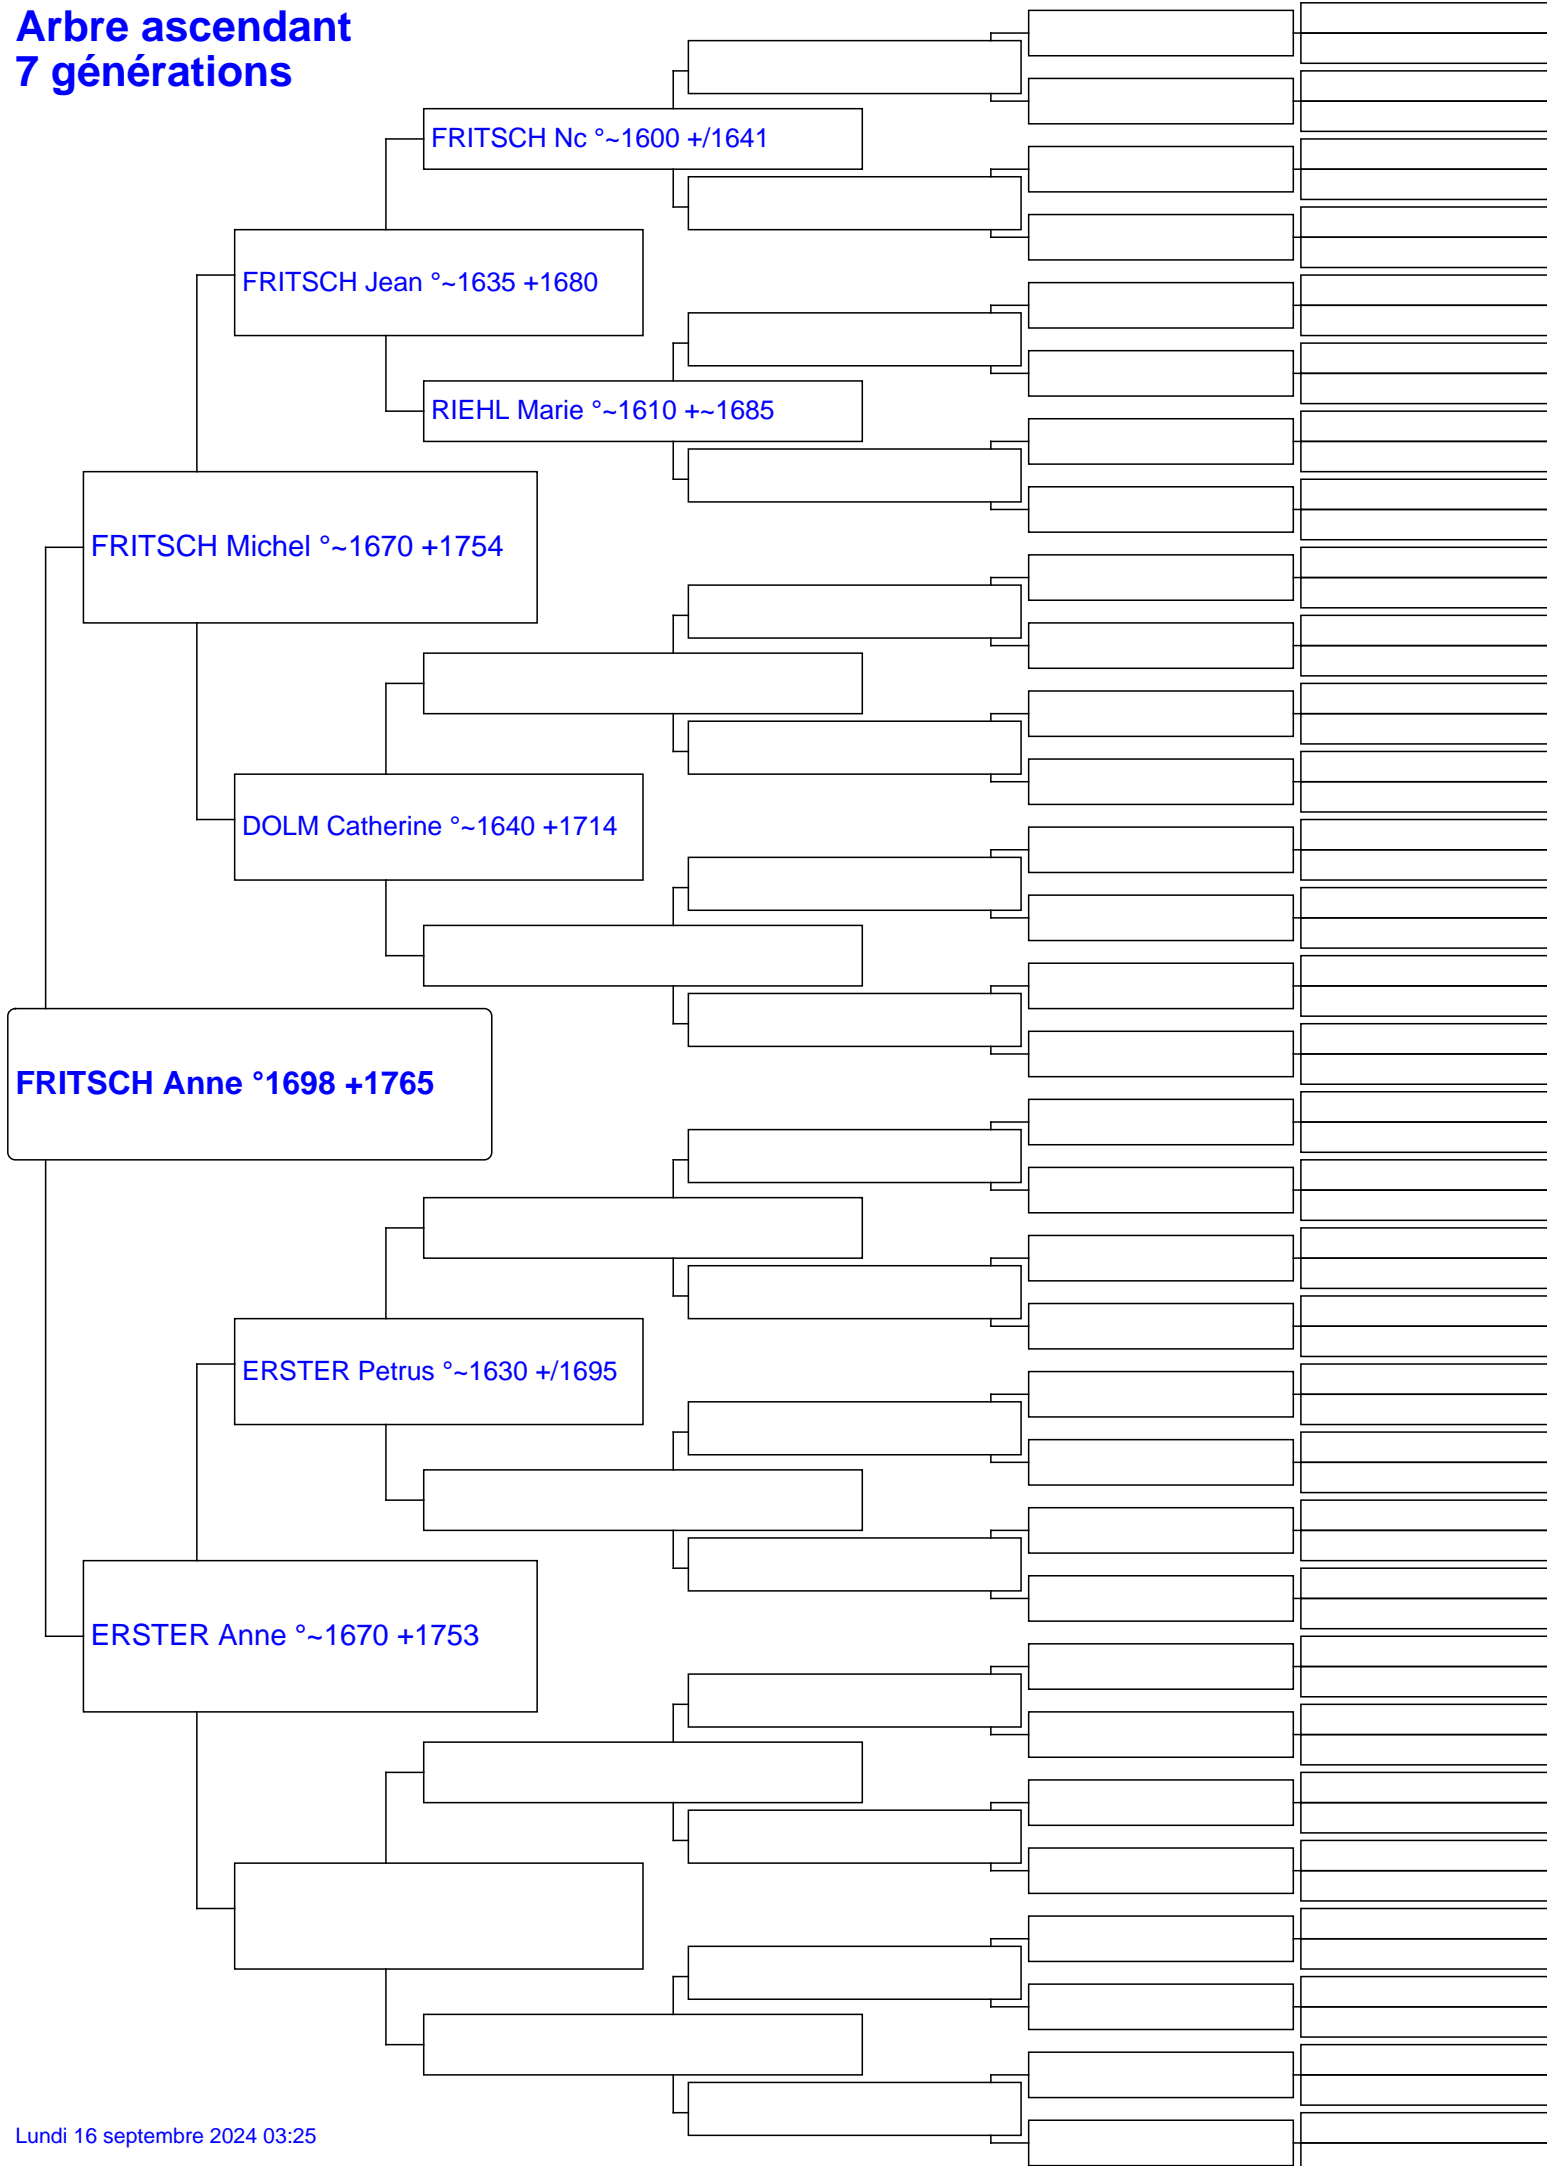 Arbre ascendant
7 générations
FRITSCH Nc °~1600 +/1641
FRITSCH Jean °~1635 +1680
RIEHL Marie °~1610 +~1685
FRITSCH Michel °~1670 +1754
DOLM Catherine °~1640 +1714
FRITSCH Anne °1698 +1765
ERSTER Petrus °~1630 +/1695
ERSTER Anne °~1670 +1753
Lundi 16 septembre 2024 03:25